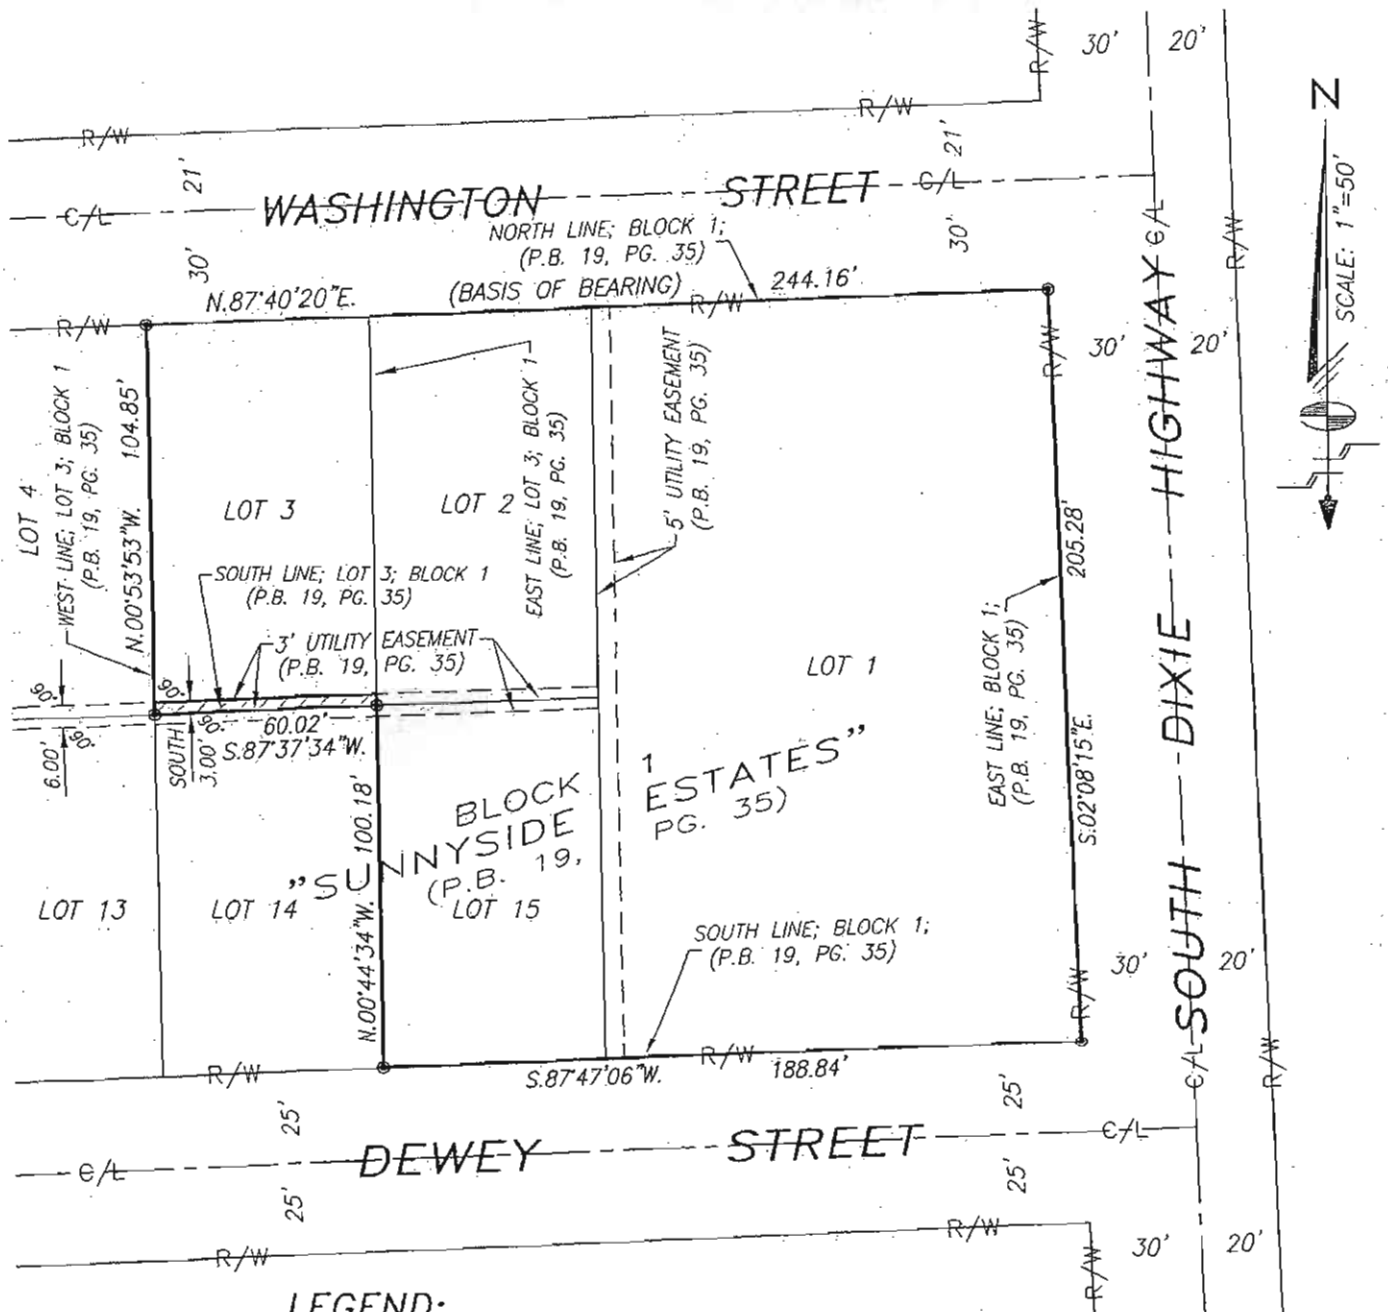 R/W
30'
20'
R/W
R/W
21'
21'
N
SCALE: 1"=50'
C/L
WASHINGTON STREET
C/L
C/L
R/W
NORTH LINE; BLOCK 1;
(P.B. 19, PG. 35)
30'
30'
N.87°40'20"E.
(BASIS OF BEARING)
R/W
244.16'
R/W
R/W
30'
20'
LOT 4
WEST LINE; LOT 3; BLOCK 1
(P.B. 19, PG. 35)
N.00°53'53"W. 104.85'
LOT 3
LOT 2
EAST LINE; LOT 3; BLOCK 1
(P.B. 19, PG. 35)
5' UTILITY EASEMENT
(P.B. 19, PG. 35)
SOUTH LINE; LOT 3; BLOCK 1
(P.B. 19, PG. 35)
3' UTILITY EASEMENT
(P.B. 19, PG. 35)
LOT 1
EAST LINE; BLOCK 1;
(P.B. 19, PG. 35)
205.28'
S.02°08'15"E.
SOUTH DIXIE HIGHWAY
90°
90°
90°
90°
6.00'
SOUTH
3.00'
60.02'
S.87°37'34"W.
N.00°44'34"W. 100.18'
BLOCK 1
"SUNNYSIDE ESTATES"
(P.B. 19, PG. 35)
LOT 13
LOT 14
LOT 15
SOUTH LINE; BLOCK 1;
(P.B. 19, PG. 35)
30'
20'
R/W
R/W
S.87°47'06"W.
R/W
188.84'
C/L
R/W
25'
25'
C/L
DEWEY STREET
C/L
25'
25'
R/W
R/W
R/W
30'
20'
LEGEND: